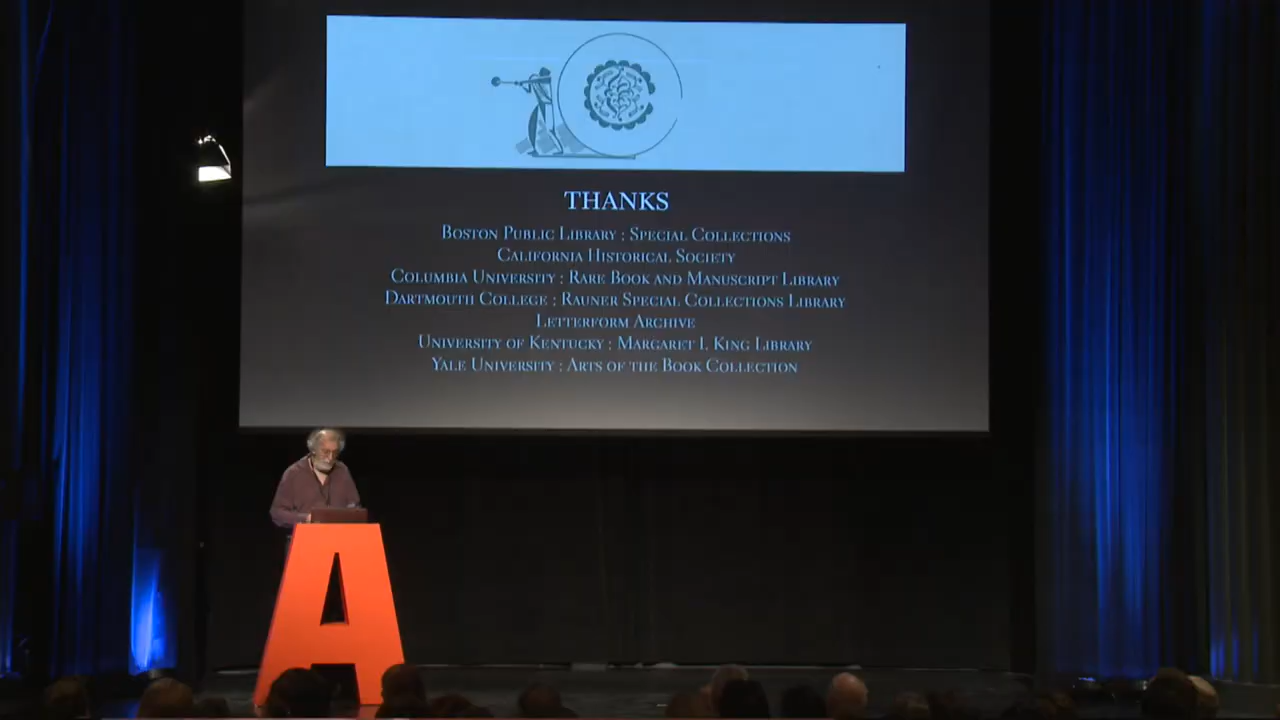 THANKS
Boston Public Library : Special Collections
California Historical Society
Columbia University : Rare Book and Manuscript Library
Dartmouth College : Rauner Special Collections Library
Letterform Archive
University of Kentucky : Margaret I. King Library
Yale University : Arts of the Book Collection
A